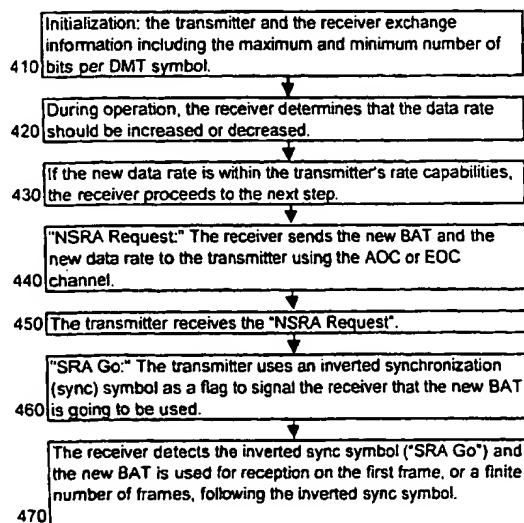 Initialization: the transmitter and the receiver exchange
information including the maximum and minimum number of
410 bits per DMT symbol.
During operation, the receiver determines that the data rate
420 should be increased or decreased.
If the new data rate is within the transmitter's rate capabilities,
430 the receiver proceeds to the next step.
"NSRA Request:" The receiver sends the new BAT and the
new data rate to the transmitter using the AOC or EOC
440 channel.
450 The transmitter receives the "NSRA Request".
"SRA Go:" The transmitter uses an inverted synchronization
(sync) symbol as a flag to signal the receiver that the new BAT
460 is going to be used.
The receiver detects the inverted sync symbol ("SRA Go") and
the new BAT is used for reception on the first frame, or a finite
number of frames, following the inverted sync symbol.
470